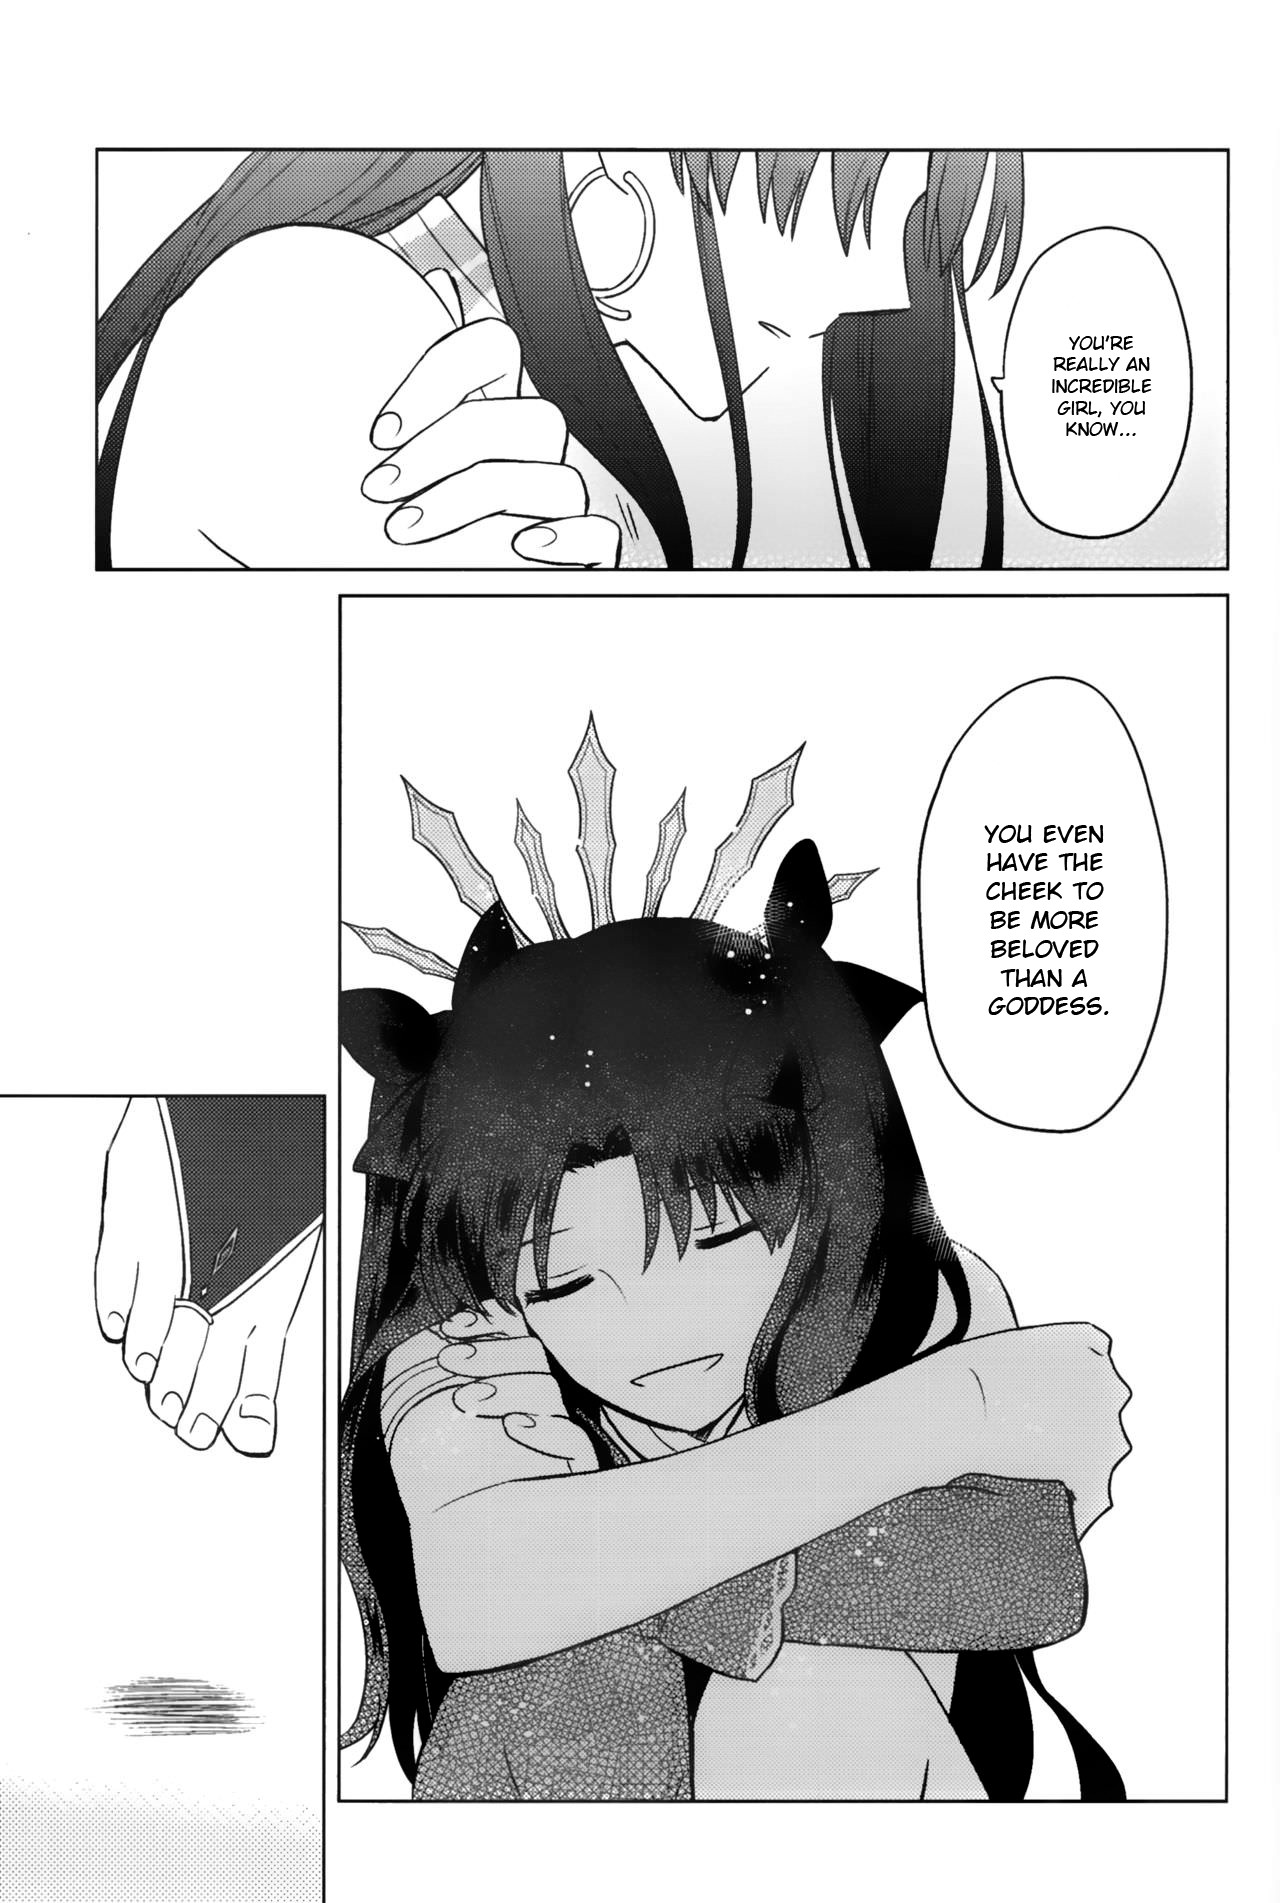 YOU'RE
REALLY AN
INCREDIBLE
GIRL, YOU
KNOW...
YOU EVEN
HAVE THE
CHEEK TO
BE MORE
BELOVED
THAN A
GODDESS.